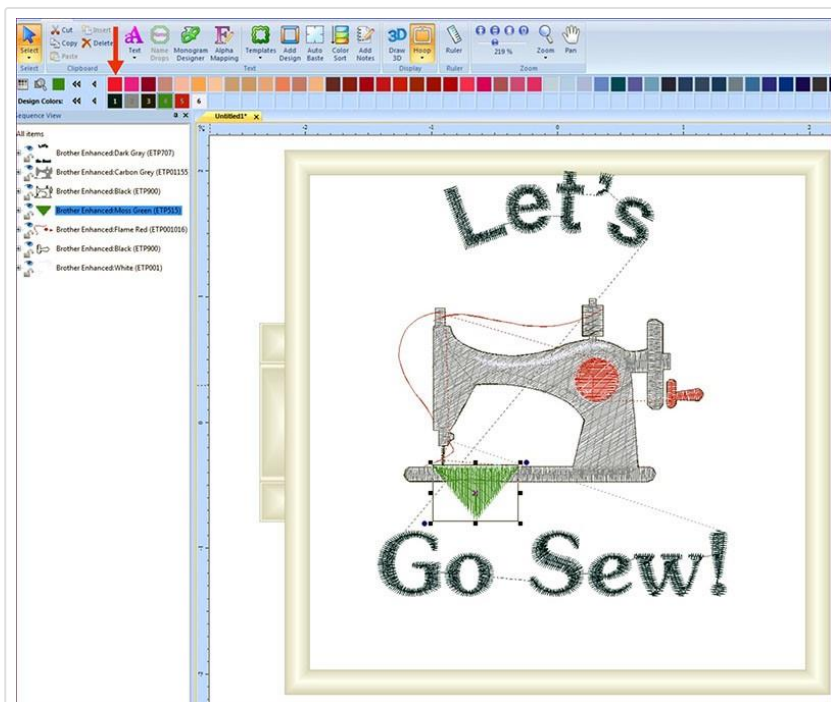 Cut Insert
Select Copy Delete Text Name Drops Monogram Designer Alpha Mapping Templates Add Design Auto Baste Color Sort Add Notes 3D Draw 3D Hoop Ruler 219 % Zoom Pan
Paste
Select Clipboard Text Display Ruler Zoom
Design Colors: 1 2 3 4 5 6
Sequence View
Untitled1*
All items
Brother Enhanced:Dark Gray (ETP707)
Brother Enhanced:Carbon Grey (ETP01155
Brother Enhanced:Black (ETP900)
Brother Enhanced:Moss Green (ETP515)
Brother Enhanced:Flame Red (ETP001016)
Brother Enhanced:Black (ETP900)
Brother Enhanced:White (ETP001)
Let's
Go Sew!